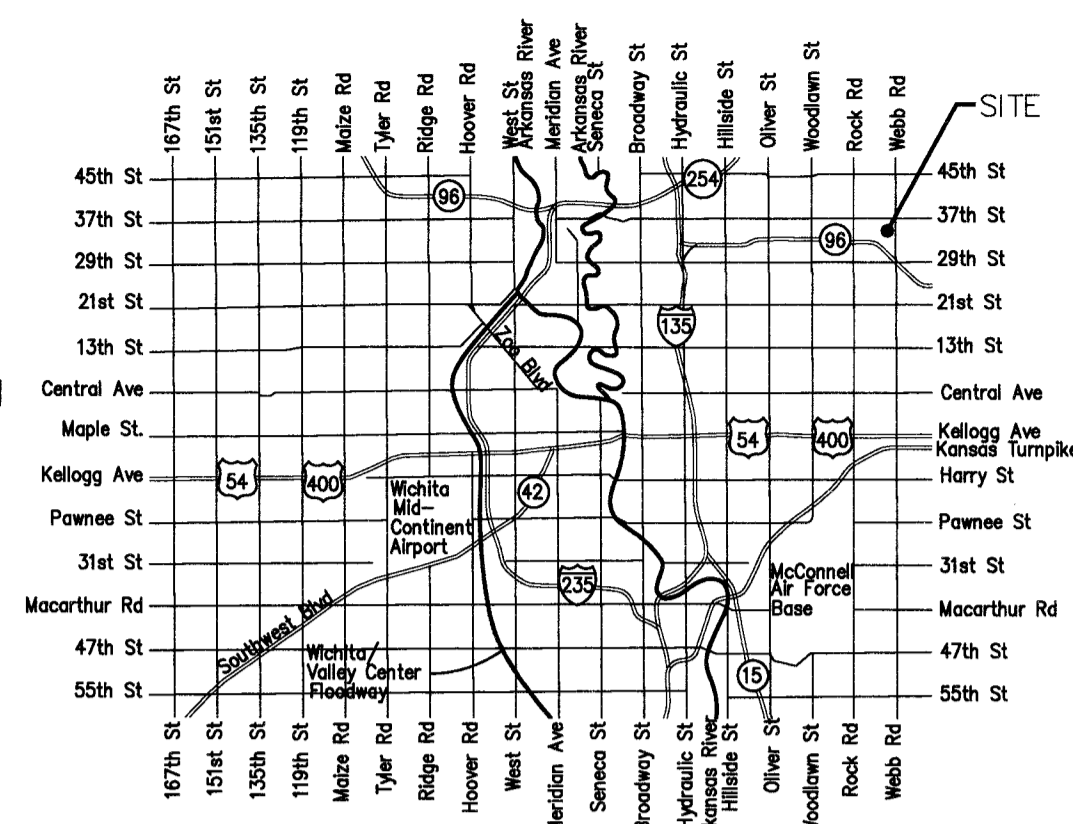 167th St
151st St
135th St
119th St
Maize Rd
Tyler Rd
Ridge Rd
Hoover Rd
West St
Arkansas River
Meridian Ave
Arkansas River
Seneca St
Broadway St
Hydraulic St
Hillside St
Oliver St
Woodlawn St
Rock Rd
Webb Rd
SITE
45th St
37th St
29th St
21st St
13th St
Central Ave
Maple St.
Kellogg Ave
Pawnee St
31st St
Macarthur Rd
47th St
55th St
96
254
96
135
Zoo Blvd
54
400
54
400
42
Wichita
Mid-
Continent
Airport
235
McConnell
Air Force
Base
Southwest Blvd
Wichita/
Valley Center
Floodway
15
45th St
37th St
29th St
21st St
13th St
Central Ave
Kellogg Ave
Kansas Turnpike
Harry St
Pawnee St
31st St
Macarthur Rd
47th St
55th St
167th St
151st St
135th St
119th St
Maize Rd
Tyler Rd
Ridge Rd
Hoover Rd
West St
Meridian Ave
Seneca St
Broadway St
Hydraulic St
kansas River
Hillside St
Oliver St
Woodlawn St
Rock Rd
Webb Rd